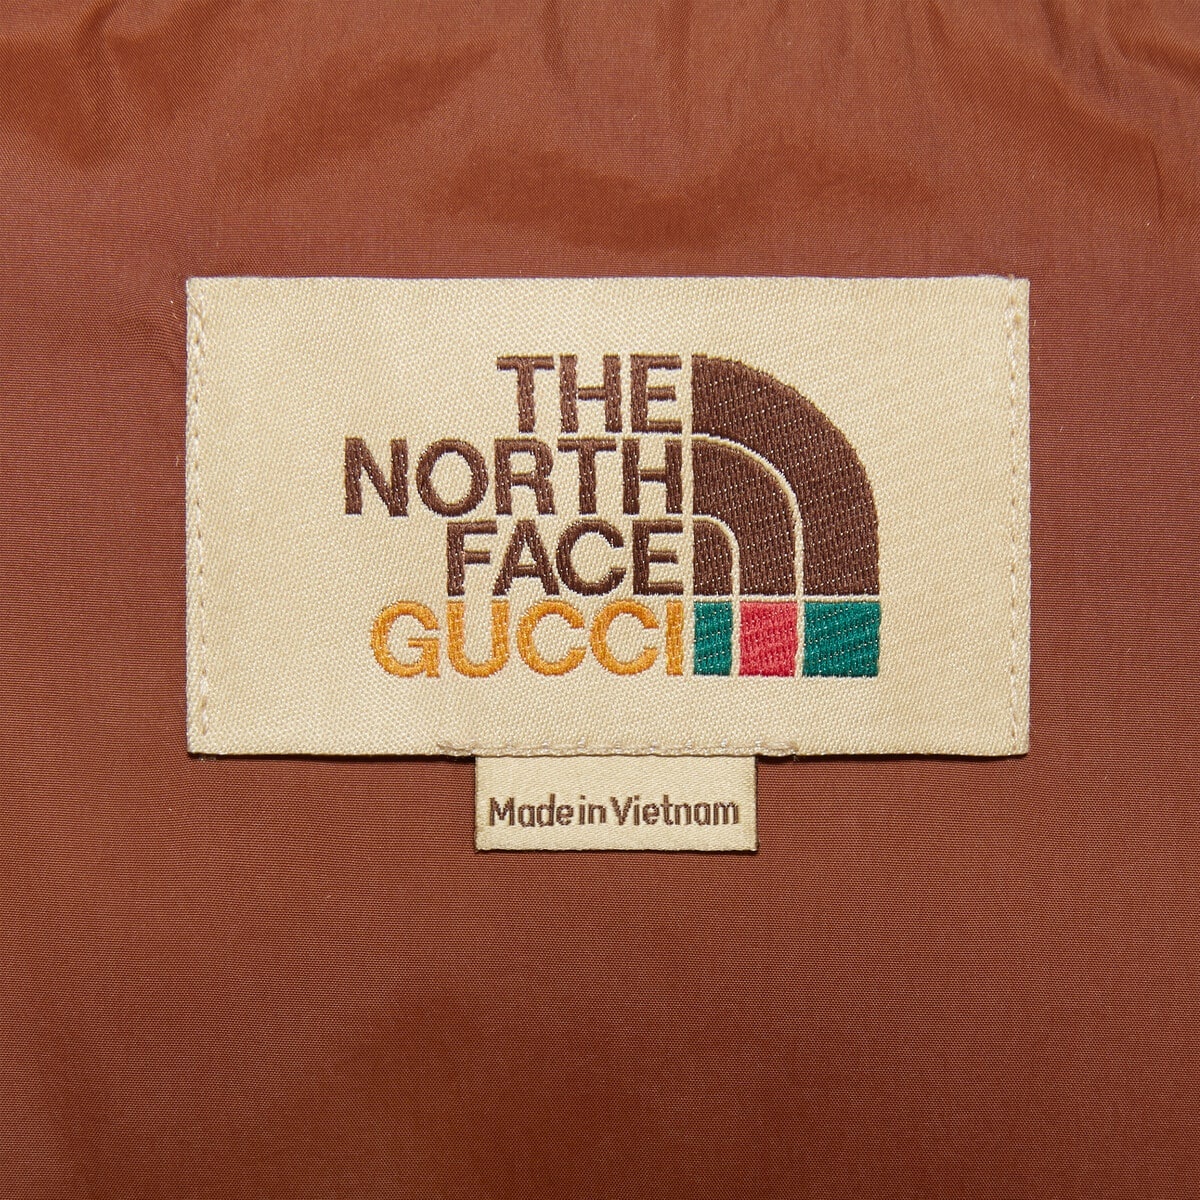 THE
NORTH
FACE
GUCCI
Made in Vietnam